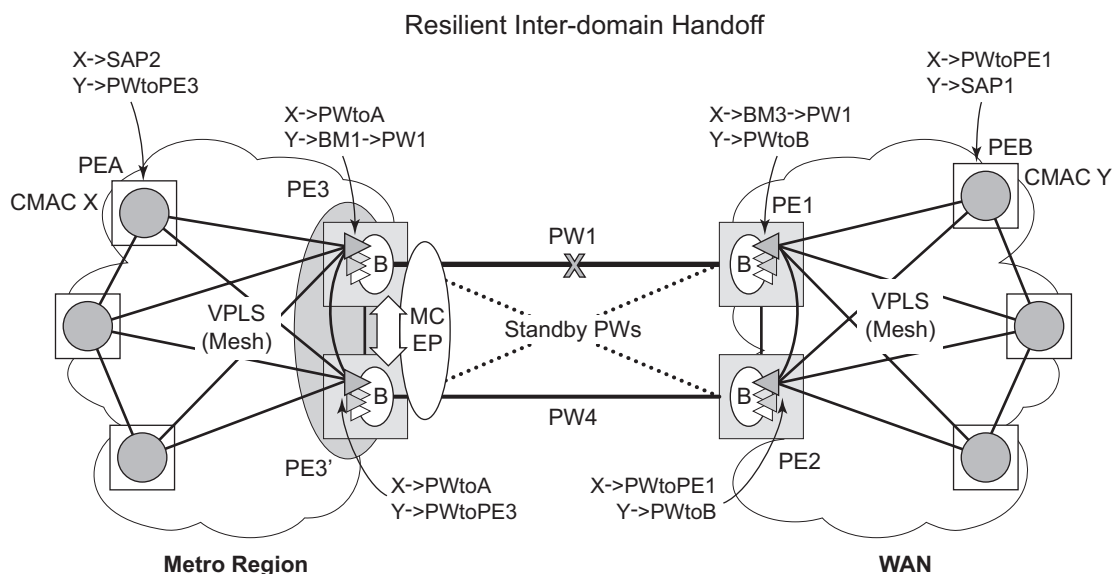 Resilient Inter-domain Handoff
X->SAP2
Y->PWtoPE3
X->PWtoPE1
Y->SAP1
X->PWtoA
Y->BM1->PW1
X->BM3->PW1
Y->PWtoB
PEA
CMAC X
PE3
PE1
PEB
CMAC Y
PW1
B
B
VPLS
(Mesh)
MC
EP
Standby PWs
VPLS
(Mesh)
B
B
PW4
PE3’
PE2
X->PWtoA
Y->PWtoPE3
X->PWtoPE1
Y->PWtoB
Metro Region
WAN